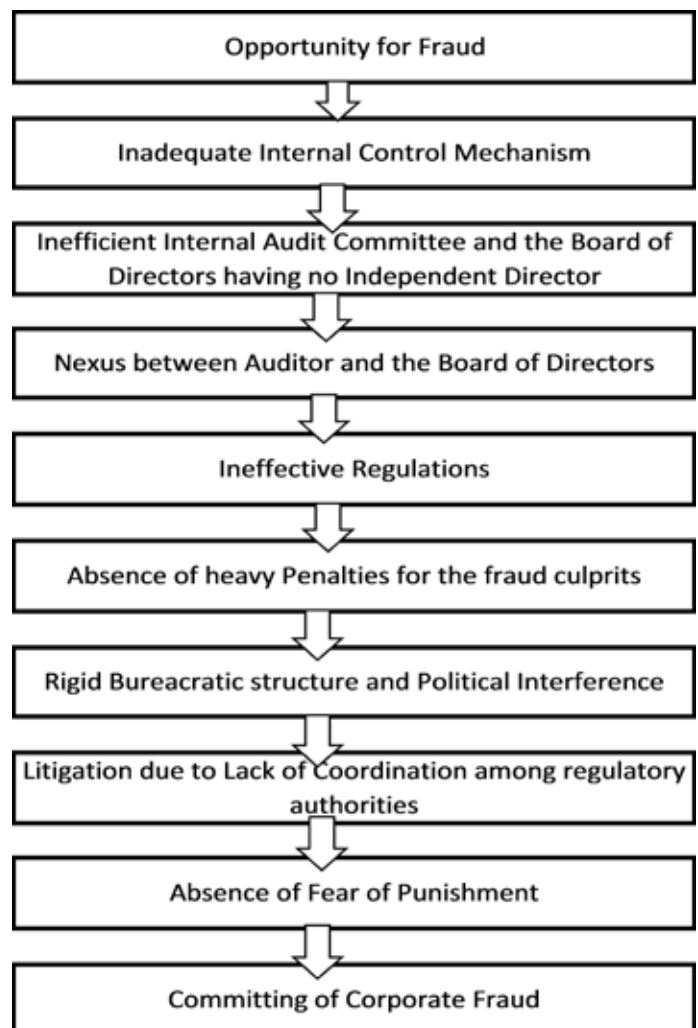 Opportunity for Fraud
Inadequate Internal Control Mechanism
Inefficient Internal Audit Committee and the Board of
Directors having no Independent Director
Nexus between Auditor and the Board of Directors
Ineffective Regulations
Absence of heavy Penalties for the fraud culprits
Rigid Bureacratic structure and Political Interference
Litigation due to Lack of Coordination among regulatory
authorities
Absence of Fear of Punishment
Committing of Corporate Fraud